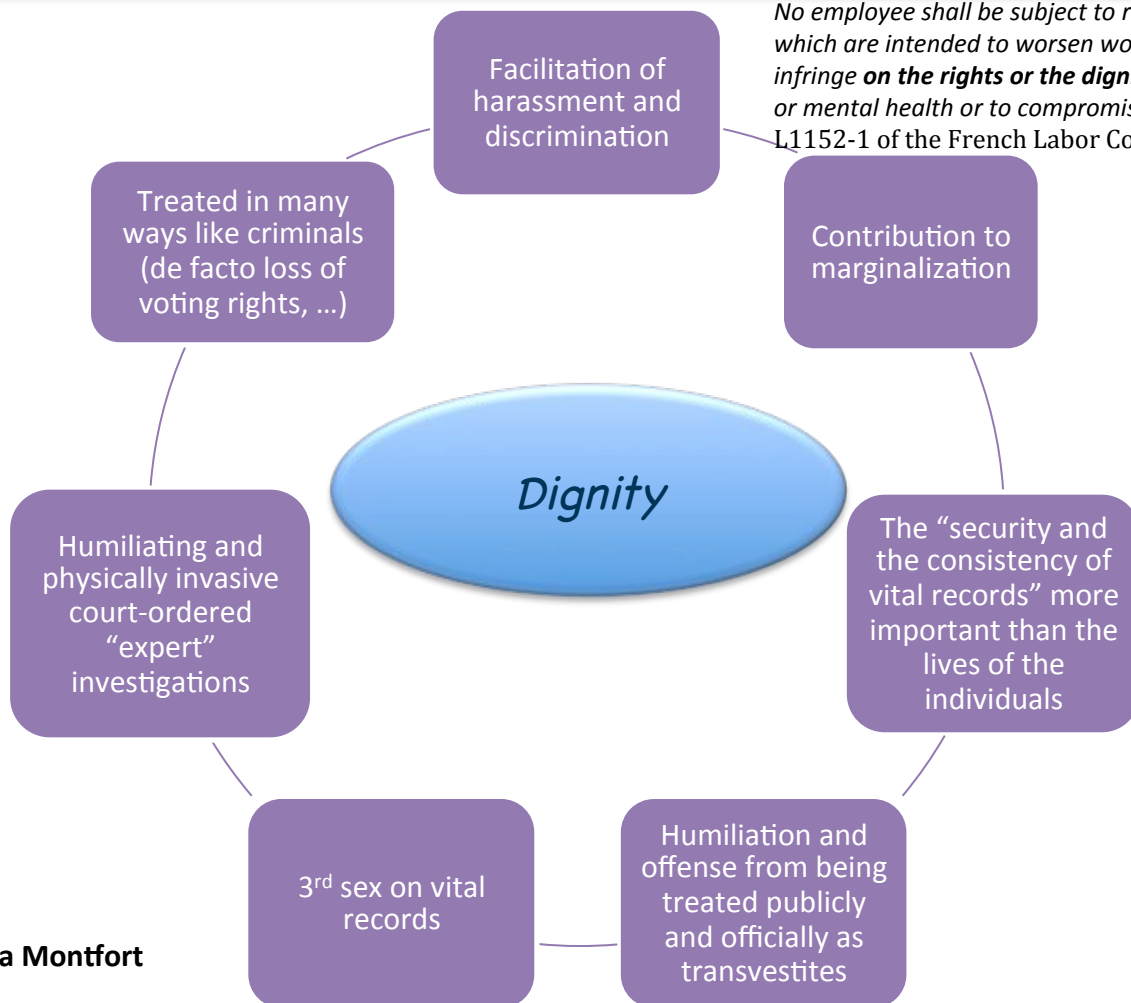 No employee shall be subject to
which are intended to worsen
infringe on the rights or the
or mental health or to
L1152-1 of the French Labor
Facilitation of
harassment and
discrimination
Contribution to
marginalization
The “security and
the consistency of
vital records” more
important than the
lives of the
individuals
Humiliation and
offense from being
treated publicly
and officially as
transvestites
3rd sex on vital
records
Humiliating and
physically invasive
court-ordered
“expert”
investigations
Treated in many
ways like criminals
(de facto loss of
voting rights, …)
Dignity
a Montfort